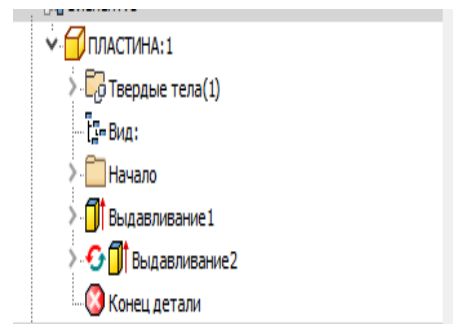 ПЛАСТИНА:1
Твердые тела(1)
Вид:
Начало
Выдавливание1
Выдавливание2
Конец детали